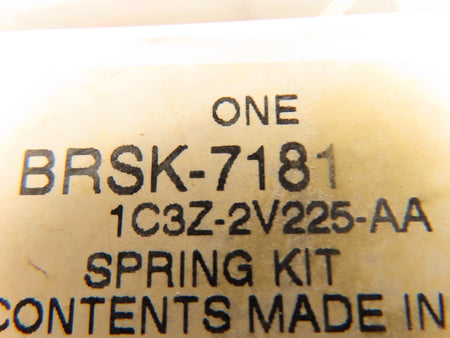 ONE
BRSK-7181
1C3Z-2V225-AA
SPRING KIT
CONTENTS MADE IN